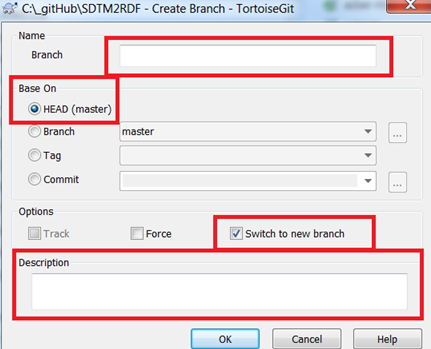 C:\_gitHub\SDTM2RDF - Create Branch - TortoiseGit
Name
Branch
Base On
HEAD (master)
Branch master ...
Tag
Commit ...
Options
Track Force Switch to new branch
Description
OK Cancel Help